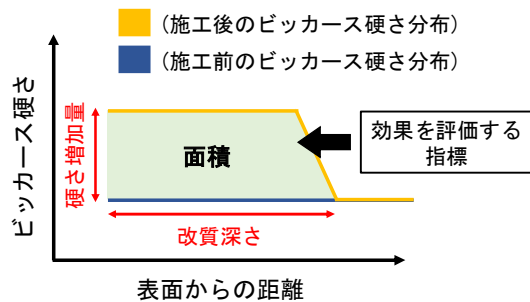 （施工後のビッカース硬さ分布）
（施工前のビッカース硬さ分布）
ビッカース硬さ
硬さ増加量
面積
効果を評価する
指標
改質深さ
表面からの距離